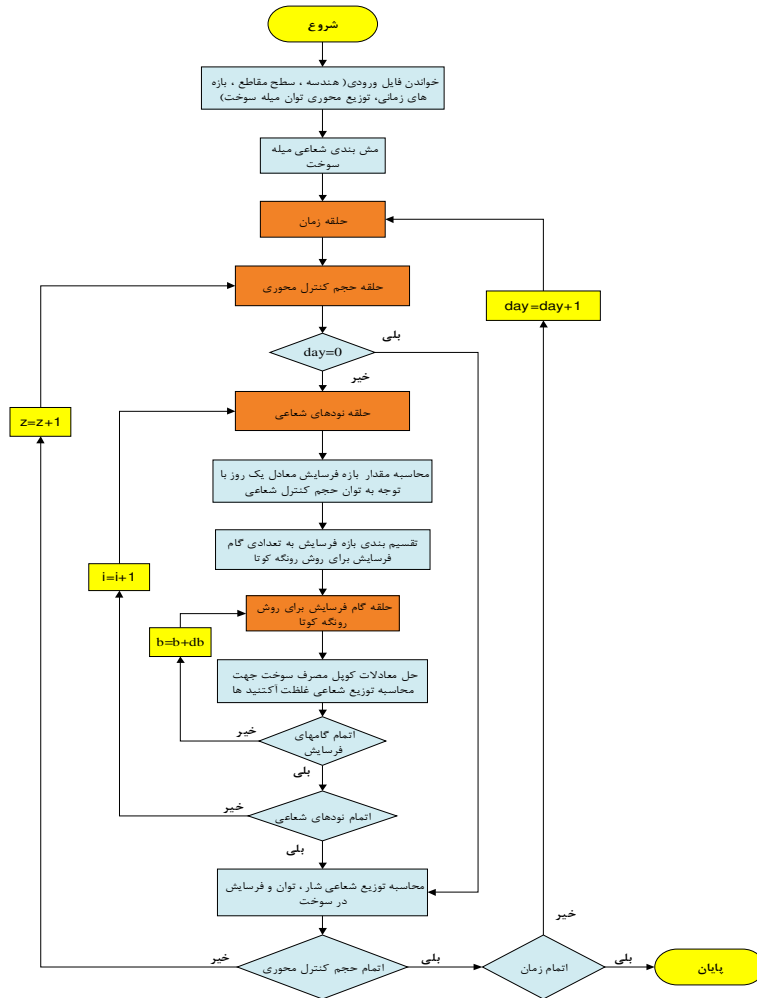 شروع
خواندن فایل ورودی( هندسه ، سطح مقاطع ، بازه
های زمانی، توزیع محوری توان میله سوخت)
مش بندی شعاعی میله
سوخت
حلقه زمان
حلقه حجم کنترل محوری
day=day+1
بلی
day=0
خیر
حلقه نودهای شعاعی
z=z+1
محاسبه مقدار بازه فرسایش معادل یک روز با
توجه به توان حجم کنترل شعاعی
تقسیم بندی بازه فرسایش به تعدادی گام
فرسایش برای روش رونگه کوتا
i=i+1
حلقه گام فرسایش برای روش
رونگه کوتا
b=b+db
حل معادلات کوپل مصرف سوخت جهت
محاسبه توزیع شعاعی غلظت آکتنید ها
خیر
اتمام گامهای
فرسایش
بلی
خیر
اتمام نودهای شعاعی
بلی
محاسبه توزیع شعاعی شار ، توان و فرسایش
در سوخت
خیر
خیر
اتمام حجم کنترل محوری
بلی
اتمام زمان
بلی
پایان